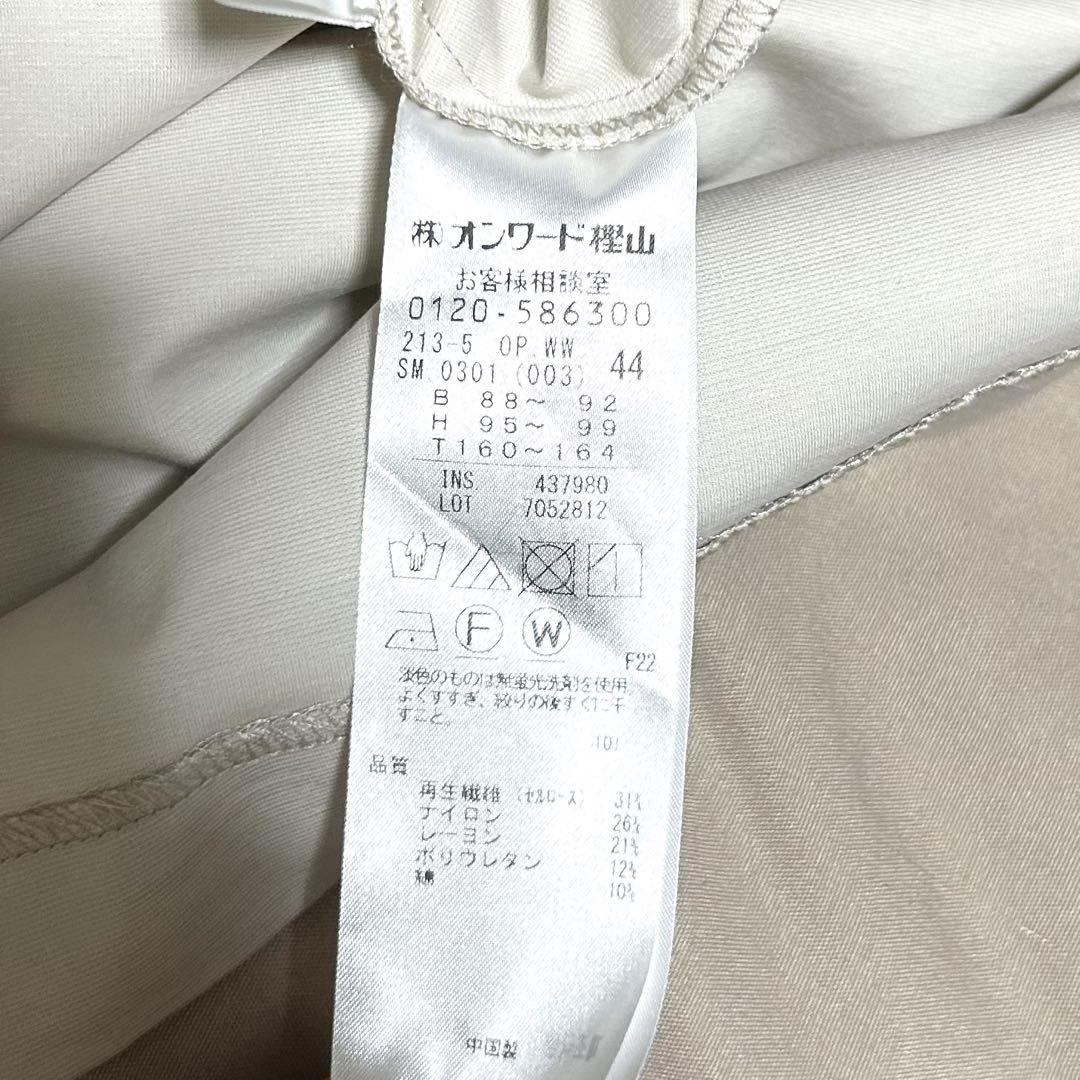 (株)オンワード樫山
お客様相談室
0120-586300
213-5 OP.WW
SM 0301 (003) 44
B 88～ 92
H 95～ 99
T 160～164
INS. 437980
LOT 7052812
F W
F22
淡色のものは無蛍光洗剤を使用。
よくすすぎ、絞りの後すぐに干
すこと。
101
品質
再生繊維 (セルロース) 31%
ナイロン 26%
レーヨン 21%
ポリウレタン 12%
綿 10%
中国製